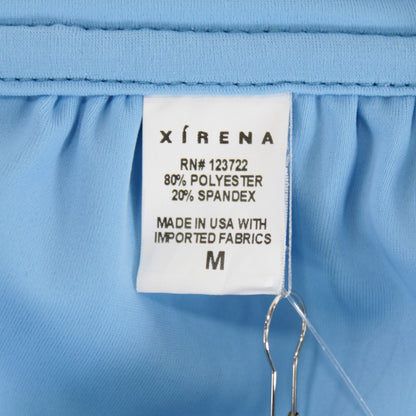 XÍRENA
RN# 123722
80% POLYESTER
20% SPANDEX
MADE IN USA WITH
IMPORTED FABRICS
M